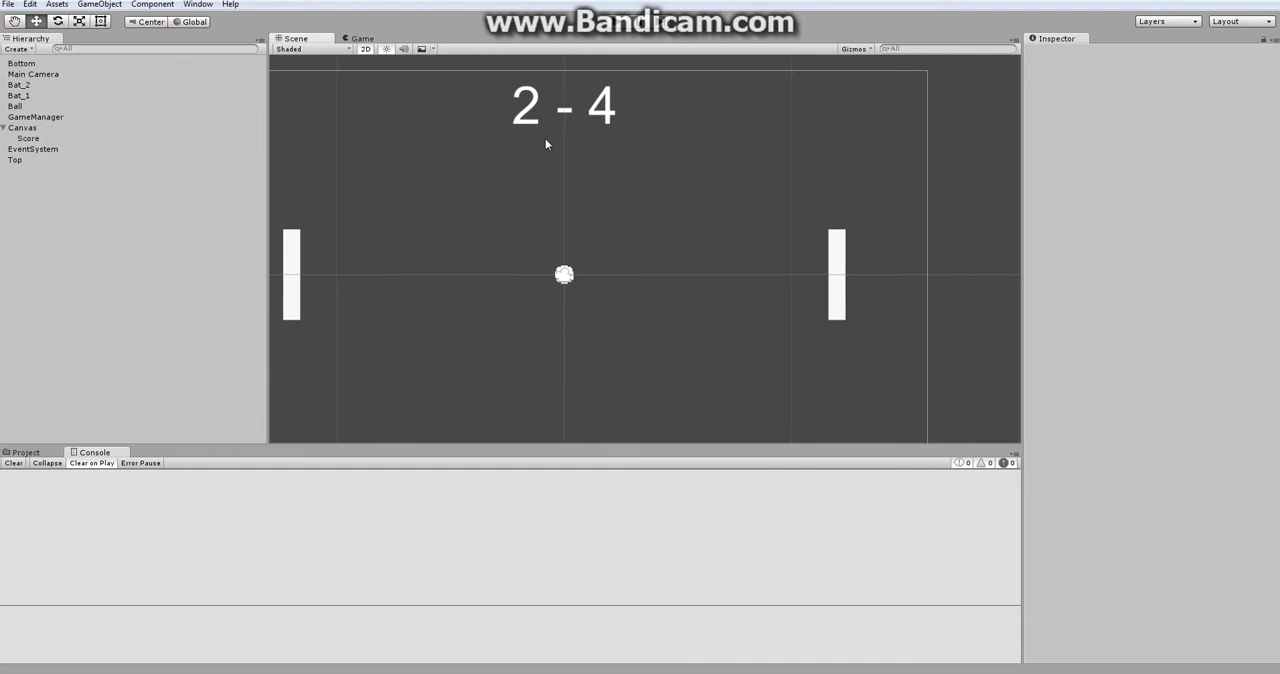 www.Bandicam.com
File Edit Assets GameObject Component Window Help
Center Global Layers Layout
Hierarchy Scene Game Inspector
Create All Shaded 2D Gizmos All
Bottom
Main Camera
Bat_2
Bat_1
Ball
GameManager
Canvas
Score
EventSystem
Top
2 - 4
Project Console
Clear Collapse Clear on Play Error Pause 0 0 0